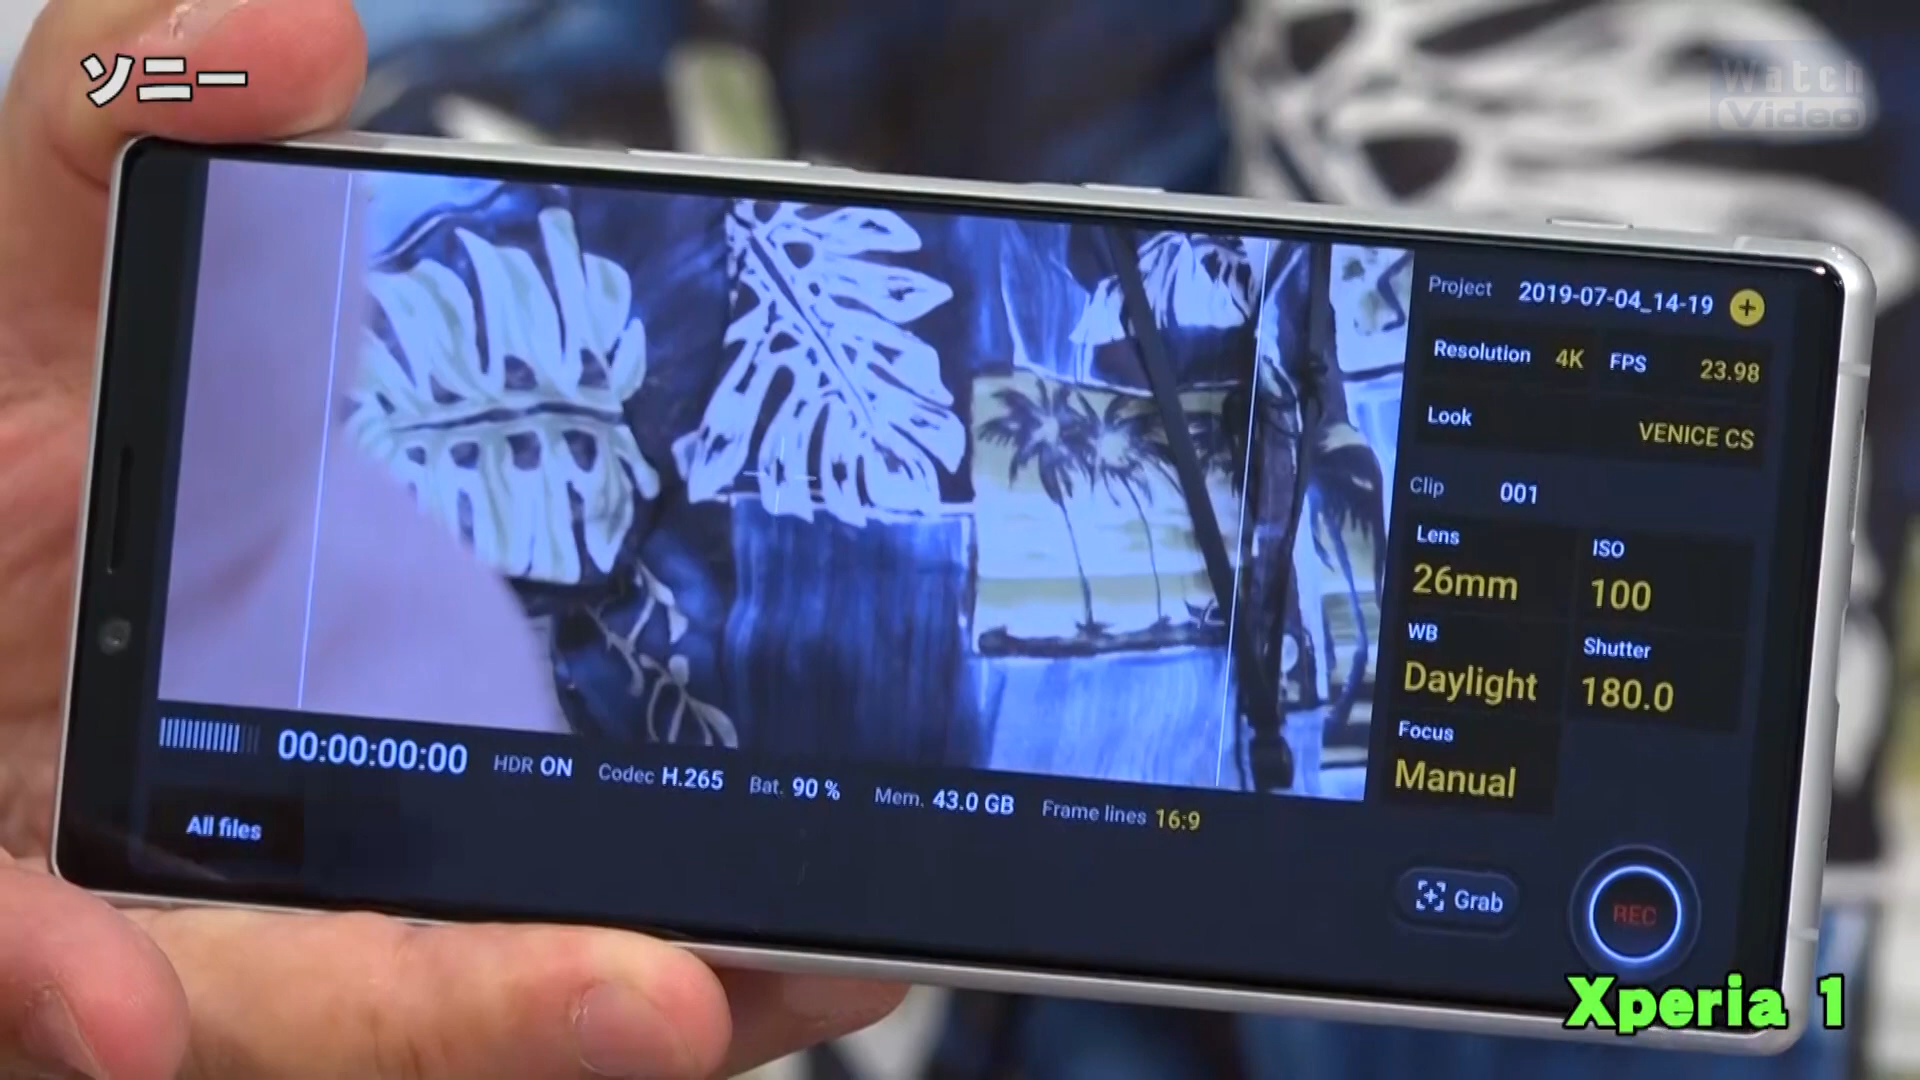 ソニー
Watch
Video
Project 2019-07-04_14-19 +
Resolution 4K FPS 23.98
Look VENICE CS
Clip 001
Lens ISO
26mm 100
WB Shutter
Daylight 180.0
Focus
Manual
00:00:00:00 HDR ON Codec H.265 Bat. 90 % Mem. 43.0 GB Frame lines 16:9
All files
Grab
REC
Xperia 1